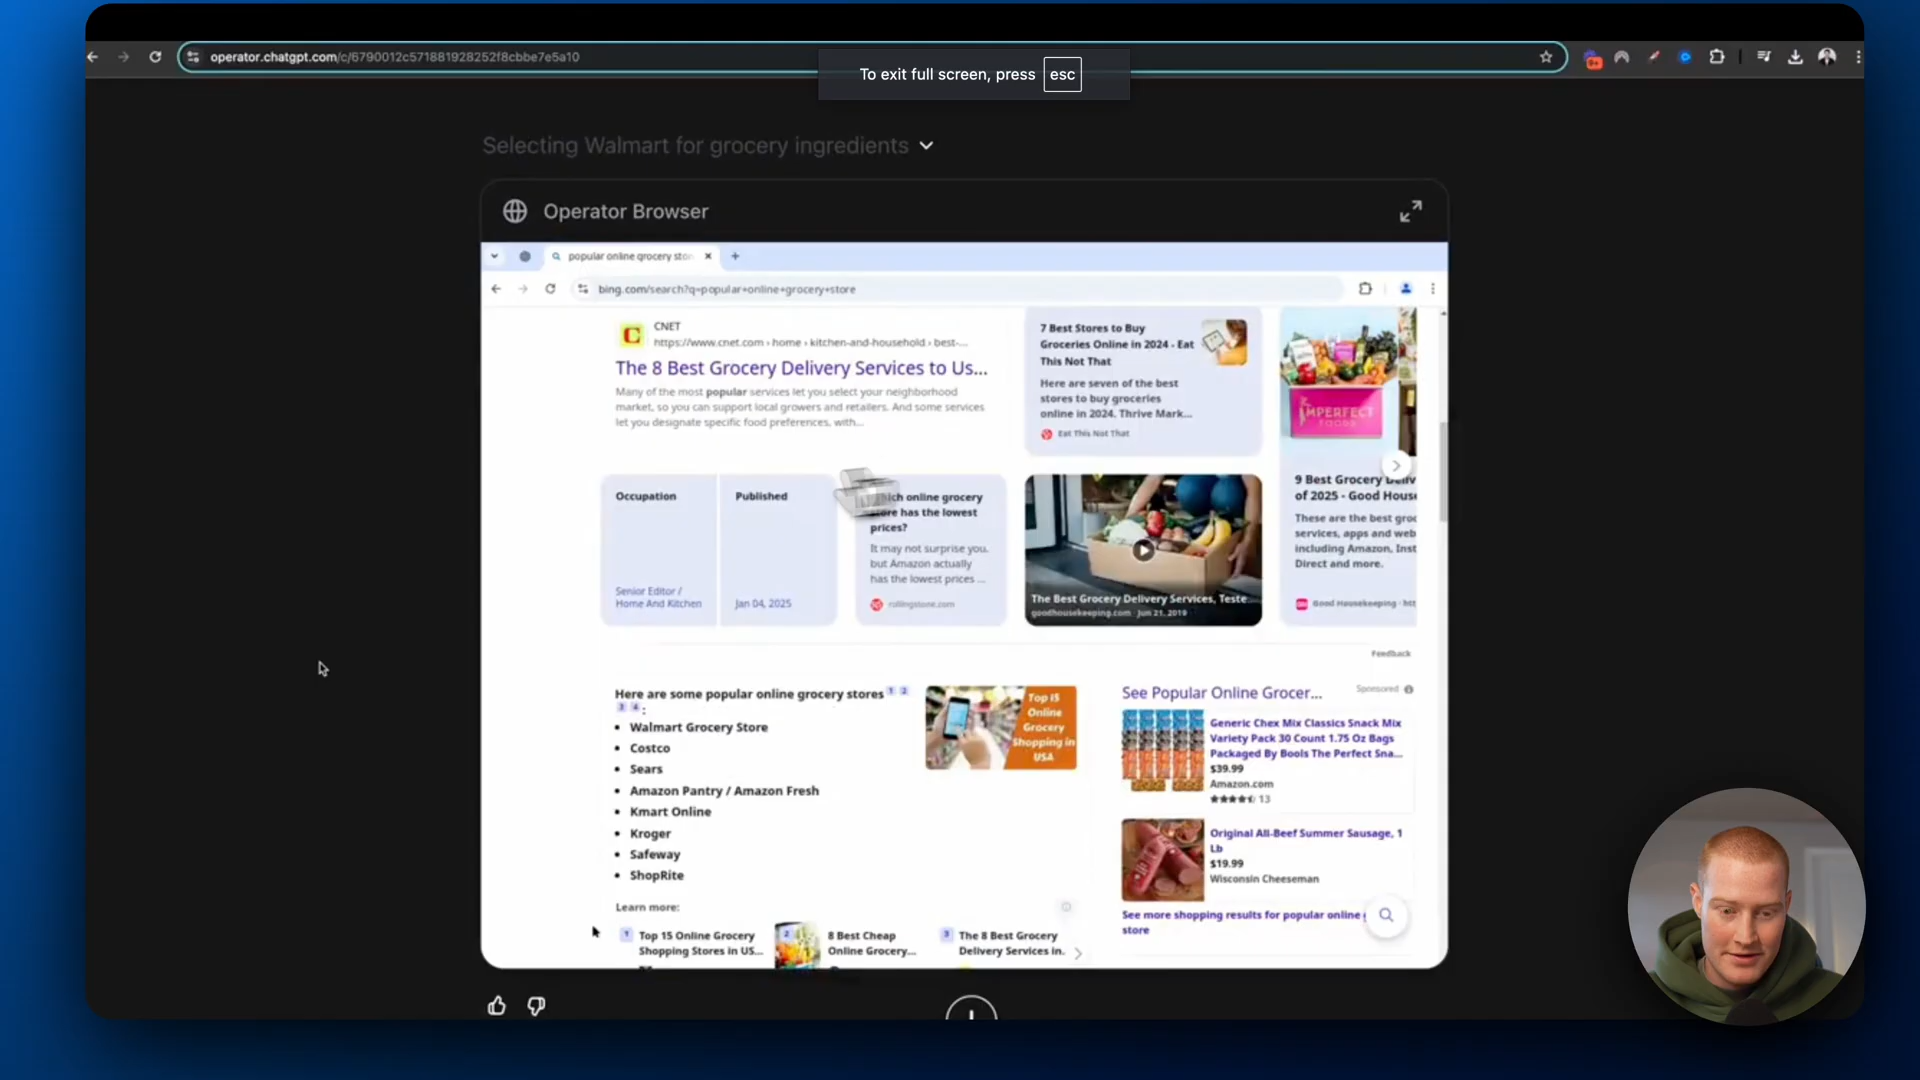 operator.chatgpt.com/c/6790012c571881928252f8cbbe7e5a10
To exit full screen, press esc
Selecting Walmart for grocery ingredients
Operator Browser
popular online grocery stor
bing.com/search?q=popular+online+grocery+store
CNET
https://www.cnet.com › home › kitchen-and-household › best-...
The 8 Best Grocery Delivery Services to Us...
Many of the most popular services let you select your neighborhood
market, so you can support local growers and retailers. And some services
let you designate specific food preferences, with...
7 Best Stores to Buy
Groceries Online in 2024 - Eat
This Not That
Here are seven of the best
stores to buy groceries
online in 2024. Thrive Mark...
Eat This Not That
IMPERFECT
FOODS
9 Best Grocery Deliv
of 2025 - Good House
These are the best groc
services, apps and web
including Amazon, Inst
Direct and more.
Good Housekeeping · htt
Occupation
Senior Editor /
Home And Kitchen
Published
Jan 04, 2025
online grocery
store has the lowest
prices?
It may not surprise you,
but Amazon actually
has the lowest prices ...
rollingstone.com
The Best Grocery Delivery Services, Teste...
goodhousekeeping.com · Jun 21, 2019
Feedback
Here are some popular online grocery stores 1 2
3 4 :
• Walmart Grocery Store
• Costco
• Sears
• Amazon Pantry / Amazon Fresh
• Kmart Online
• Kroger
• Safeway
• ShopRite
Top 15
Online
Grocery
Shopping in
USA
See Popular Online Grocer...
Sponsored
Generic Chex Mix Classics Snack Mix
Variety Pack 30 Count 1.75 Oz Bags
Packaged By Bools The Perfect Sna...
$39.99
Amazon.com
13
Original All-Beef Summer Sausage, 1
Lb
$19.99
Wisconsin Cheeseman
See more shopping results for popular online
store
Learn more:
1 Top 15 Online Grocery
Shopping Stores in US...
2 8 Best Cheap
Online Grocery...
3 The 8 Best Grocery
Delivery Services in.